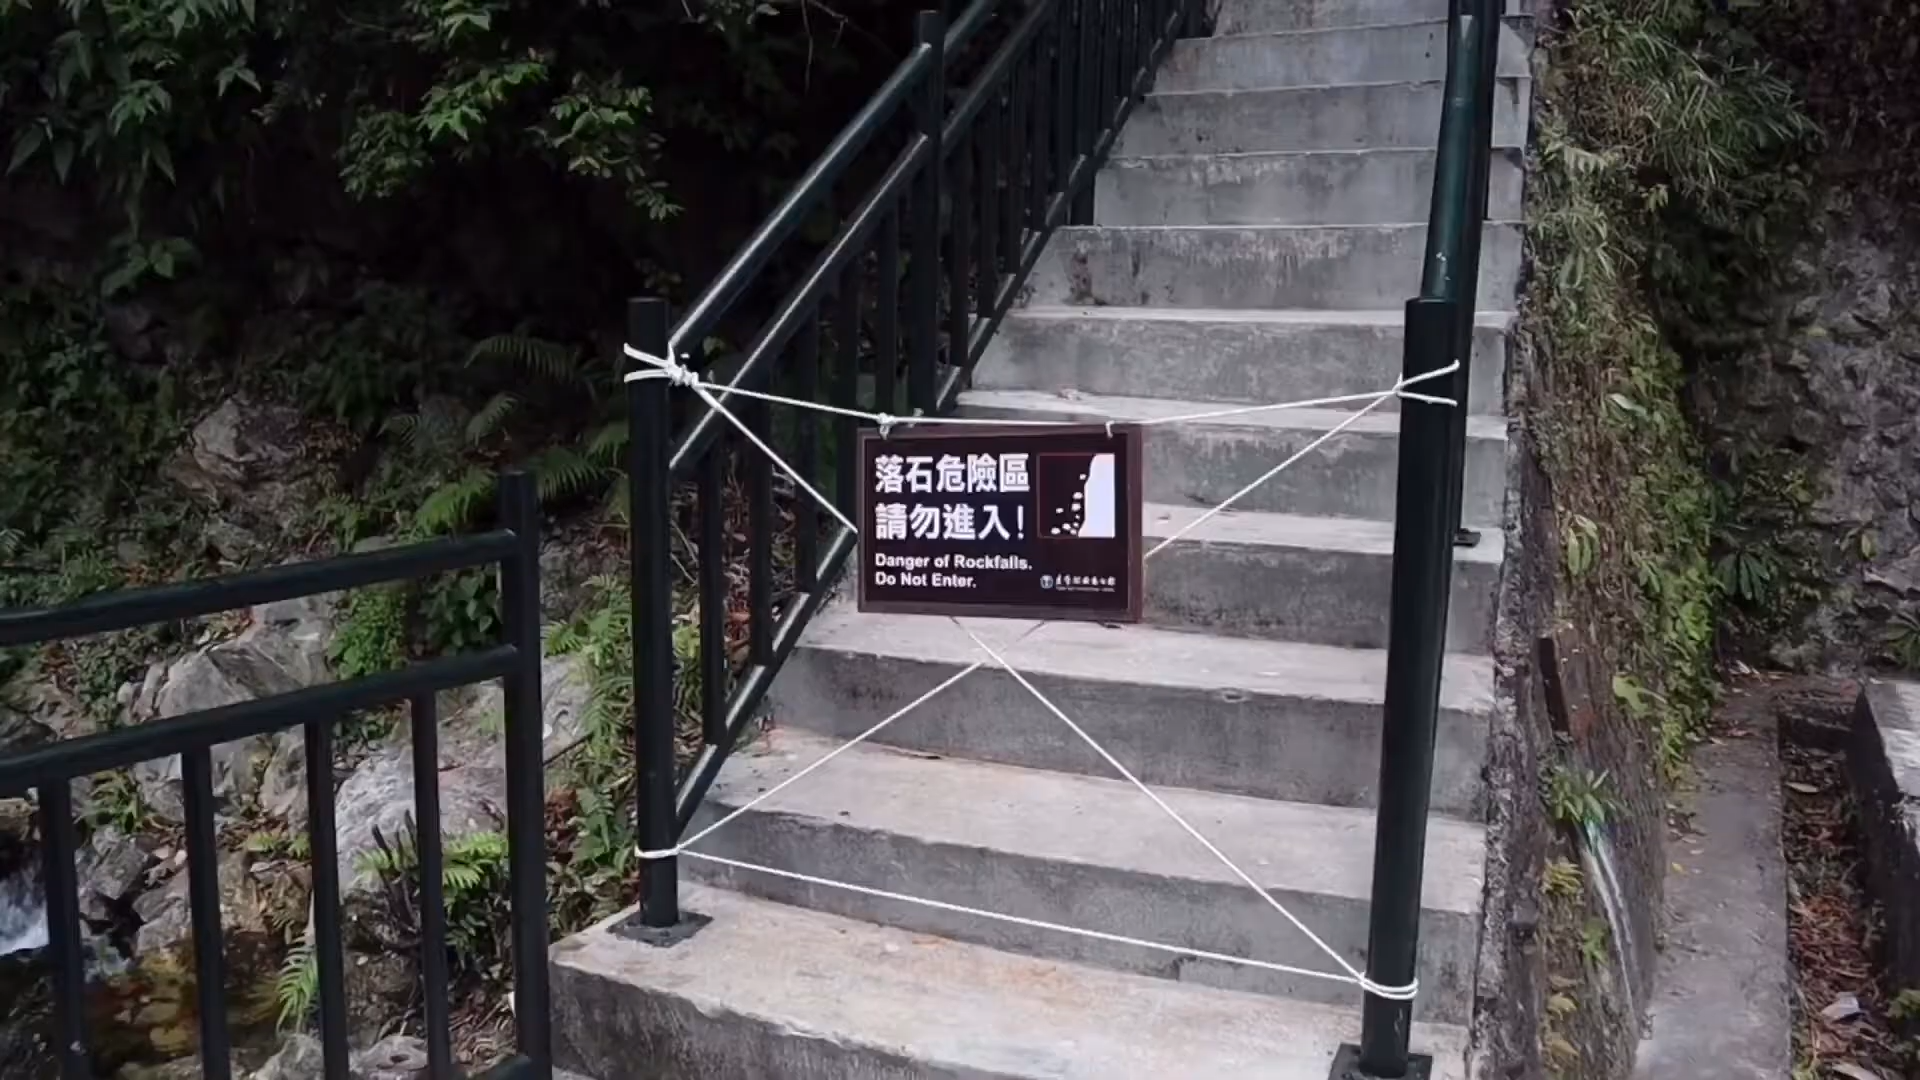 落石危險區
請勿進入！
Danger of Rockfalls.
Do Not Enter.